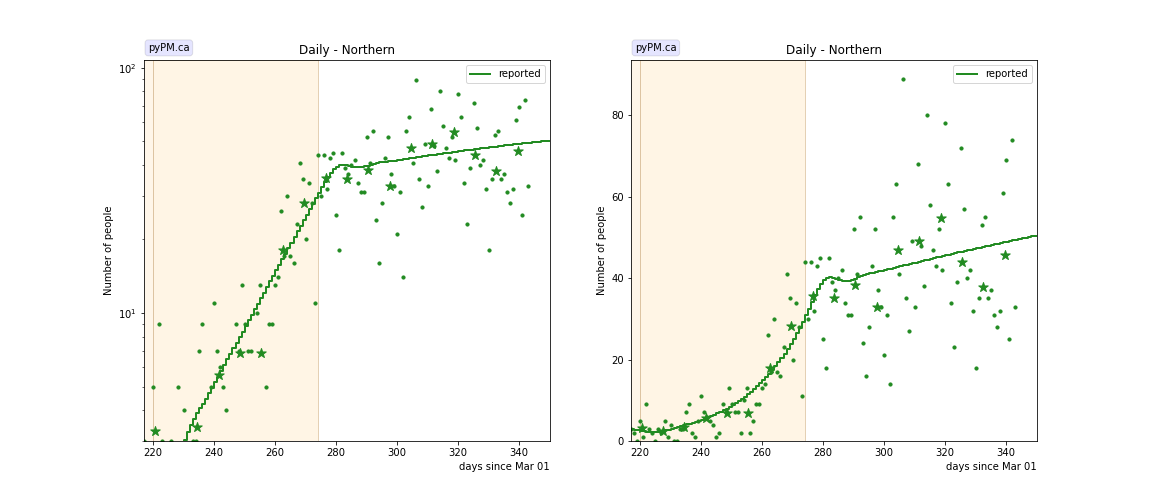 pyPM.ca
Daily - Northern
reported
Number of people
10²
10¹
220 240 260 280 300 320 340
days since Mar 01
pyPM.ca
Daily - Northern
reported
Number of people
80
60
40
20
0
220 240 260 280 300 320 340
days since Mar 01